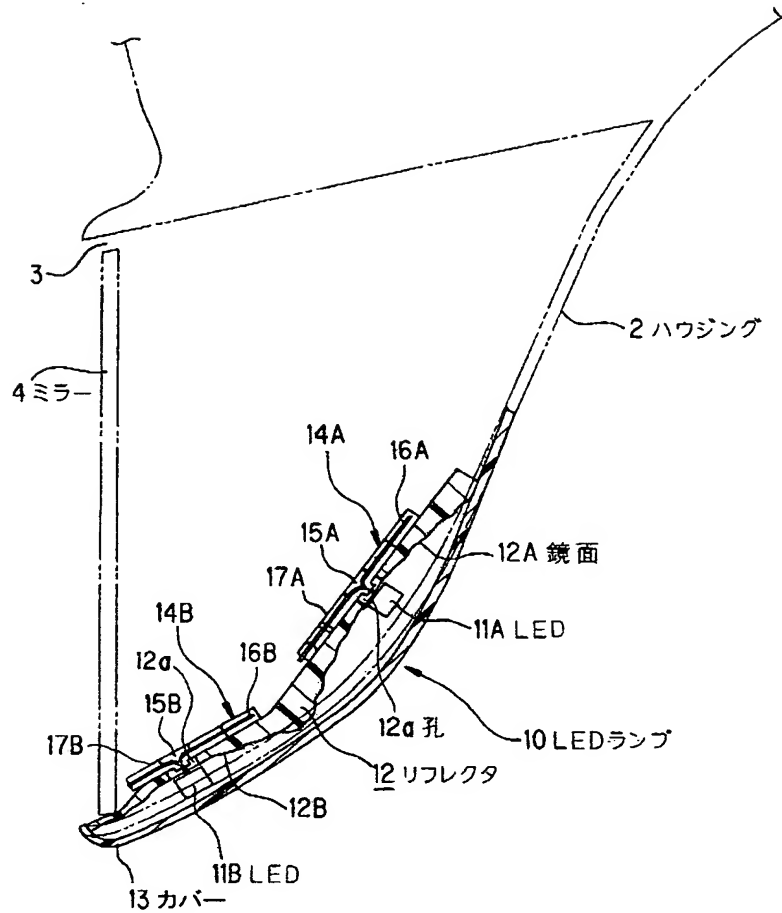 3
2 ハウジング
4 ミラー
14A
16A
15A
12A 鏡面
17A
14B
11A LED
12a
16B
15B
12a 孔
10 LEDランプ
17B
12 リフレクタ
12B
11B LED
13 カバー